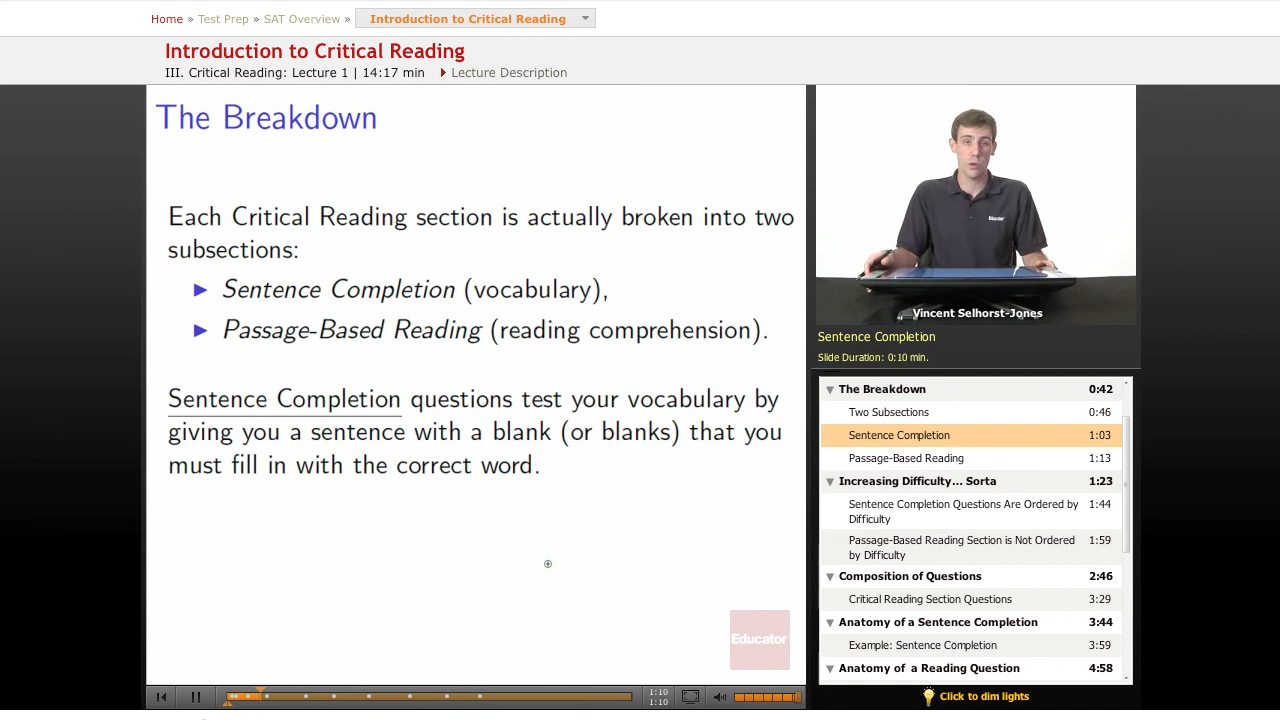 Home » Test Prep » SAT Overview » Introduction to Critical Reading
Introduction to Critical Reading
III. Critical Reading: Lecture 1 | 14:17 min Lecture Description
The Breakdown
Each Critical Reading section is actually broken into two
subsections:
Sentence Completion (vocabulary),
Passage-Based Reading (reading comprehension).
Sentence Completion questions test your vocabulary by
giving you a sentence with a blank (or blanks) that you
must fill in with the correct word.
Educator
1:10
1:10
Educator
Vincent Selhorst-Jones
Sentence Completion
Slide Duration: 0:10 min.
The Breakdown 0:42
Two Subsections 0:46
Sentence Completion 1:03
Passage-Based Reading 1:13
Increasing Difficulty... Sorta 1:23
Sentence Completion Questions Are Ordered by 1:44
Difficulty
Passage-Based Reading Section is Not Ordered 1:59
by Difficulty
Composition of Questions 2:46
Critical Reading Section Questions 3:29
Anatomy of a Sentence Completion 3:44
Example: Sentence Completion 3:59
Anatomy of a Reading Question 4:58
Click to dim lights